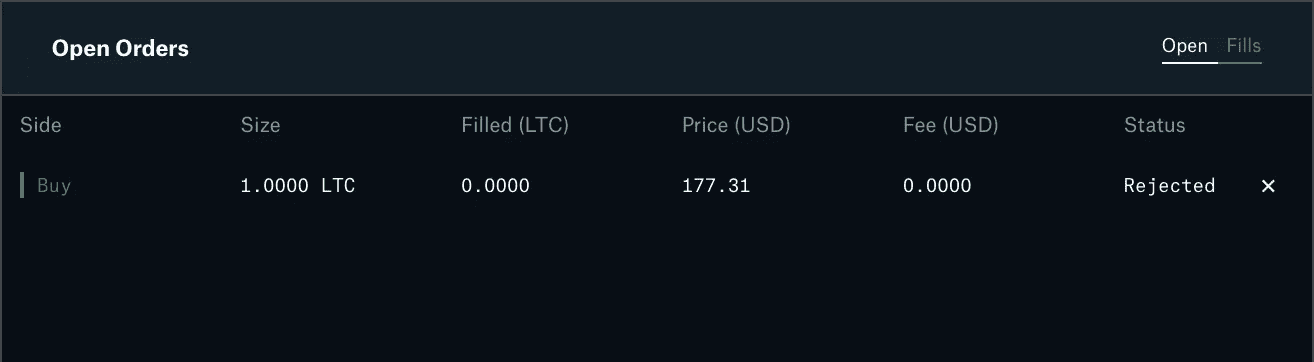 Open Orders
Open Fills
Side Size Filled (LTC) Price (USD) Fee (USD) Status
Buy 1.0000 LTC 0.0000 177.31 0.0000 Rejected ✕